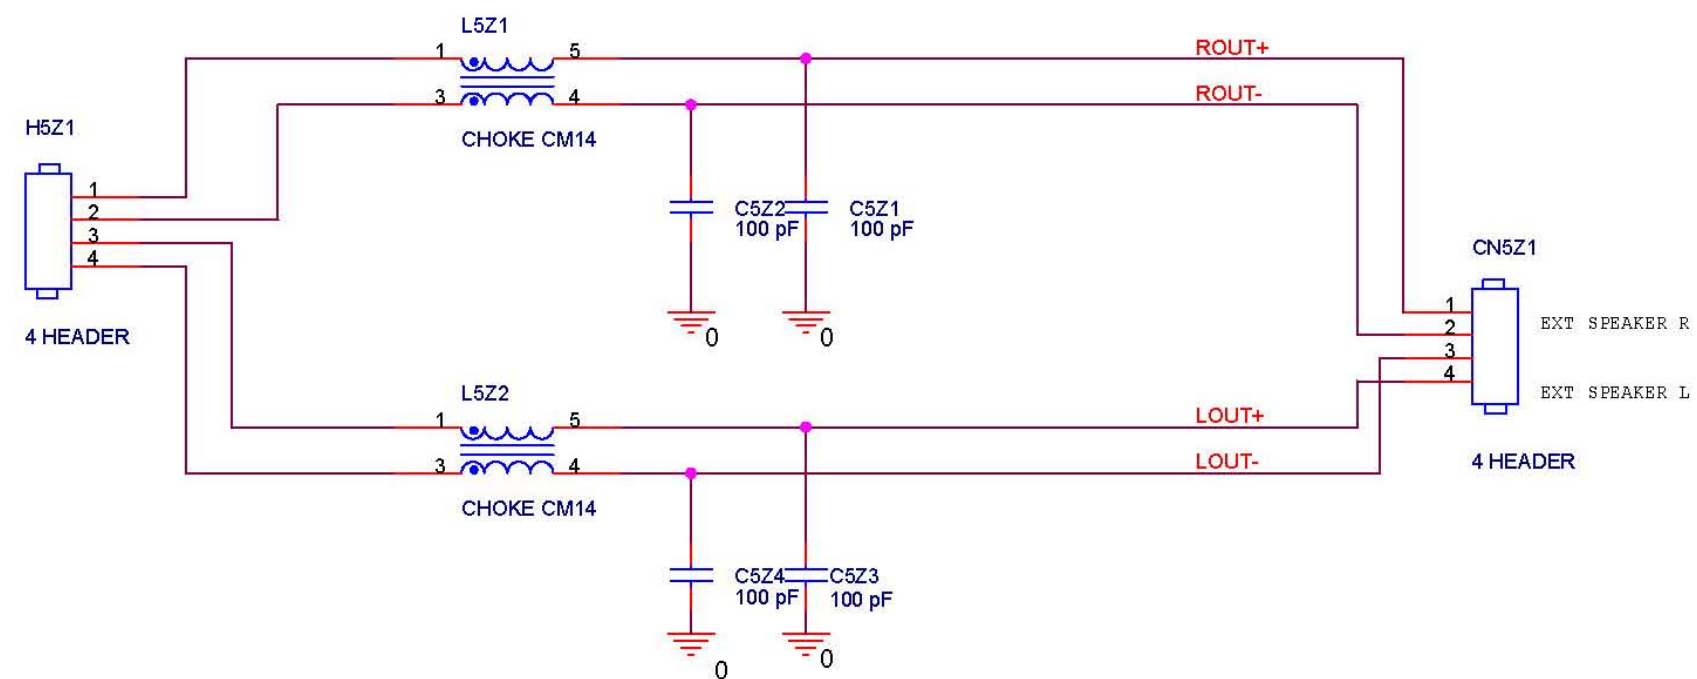 L5Z1
1
5
ROUT+
3
4
ROUT-
H5Z1
CHOKE CM14
1
2
3
4
C5Z2
100 pF
C5Z1
100 pF
CN5Z1
4 HEADER
0
0
1
2
3
4
EXT SPEAKER R
EXT SPEAKER L
L5Z2
1
5
LOUT+
3
4
LOUT-
4 HEADER
CHOKE CM14
C5Z4
100 pF
C5Z3
100 pF
0
0